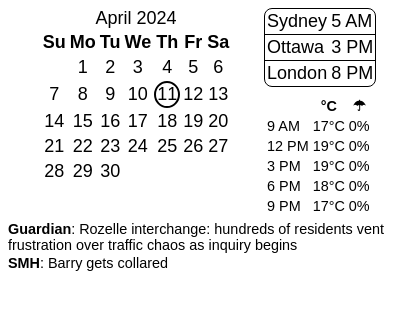 April 2024
Su Mo Tu We Th Fr Sa
1 2 3 4 5 6
7 8 9 10 11 12 13
14 15 16 17 18 19 20
21 22 23 24 25 26 27
28 29 30
Sydney 5 AM
Ottawa 3 PM
London 8 PM
°C ☂
9 AM 17°C 0%
12 PM 19°C 0%
3 PM 19°C 0%
6 PM 18°C 0%
9 PM 17°C 0%
Guardian: Rozelle interchange: hundreds of residents vent
frustration over traffic chaos as inquiry begins
SMH: Barry gets collared